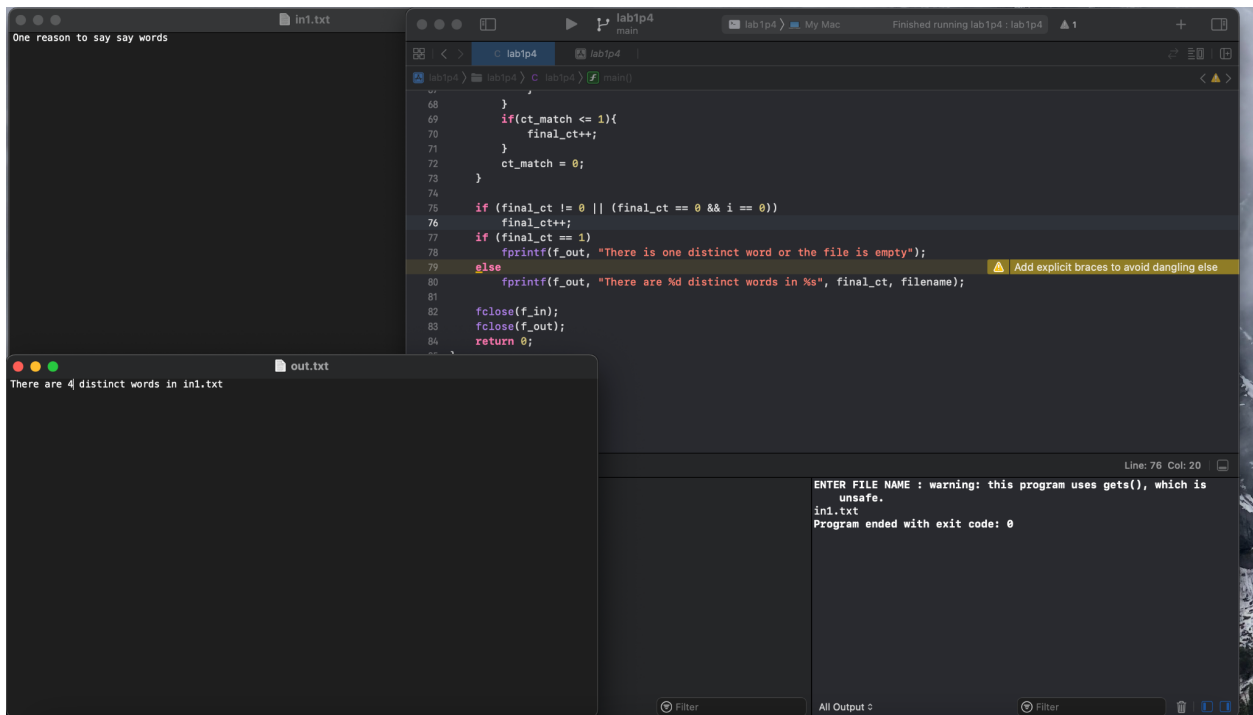 in1.txt
One reason to say say words
lab1p4
main
lab1p4 〉 My Mac
Finished running lab1p4 : lab1p4
1
C lab1p4
lab1p4
lab1p4 〉 lab1p4 〉 C lab1p4 〉 f main()
67 }
68 }
69 if(ct_match <= 1){
70 final_ct++;
71 }
72 ct_match = 0;
73 }
74
75 if (final_ct != 0 || (final_ct == 0 && i == 0))
76 final_ct++;
77 if (final_ct == 1)
78 fprintf(f_out, "There is one distinct word or the file is empty");
79 else
Add explicit braces to avoid dangling else
80 fprintf(f_out, "There are %d distinct words in %s", final_ct, filename);
81
82 fclose(f_in);
83 fclose(f_out);
84 return 0;
out.txt
There are 4 distinct words in in1.txt
Line: 76 Col: 20
ENTER FILE NAME : warning: this program uses gets(), which is
unsafe.
in1.txt
Program ended with exit code: 0
Filter
All Output
Filter